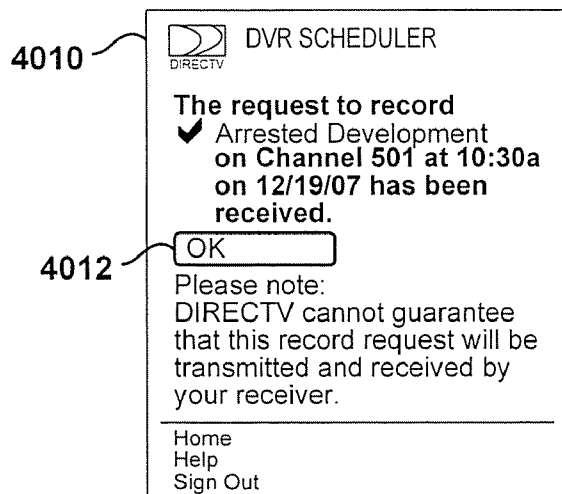 4010
DVR SCHEDULER
DIRECTV
The request to record
Arrested Development
on Channel 501 at 10:30a
on 12/19/07 has been
received.
OK
4012
Please note:
DIRECTV cannot guarantee
that this record request will be
transmitted and received by
your receiver.
Home
Help
Sign Out